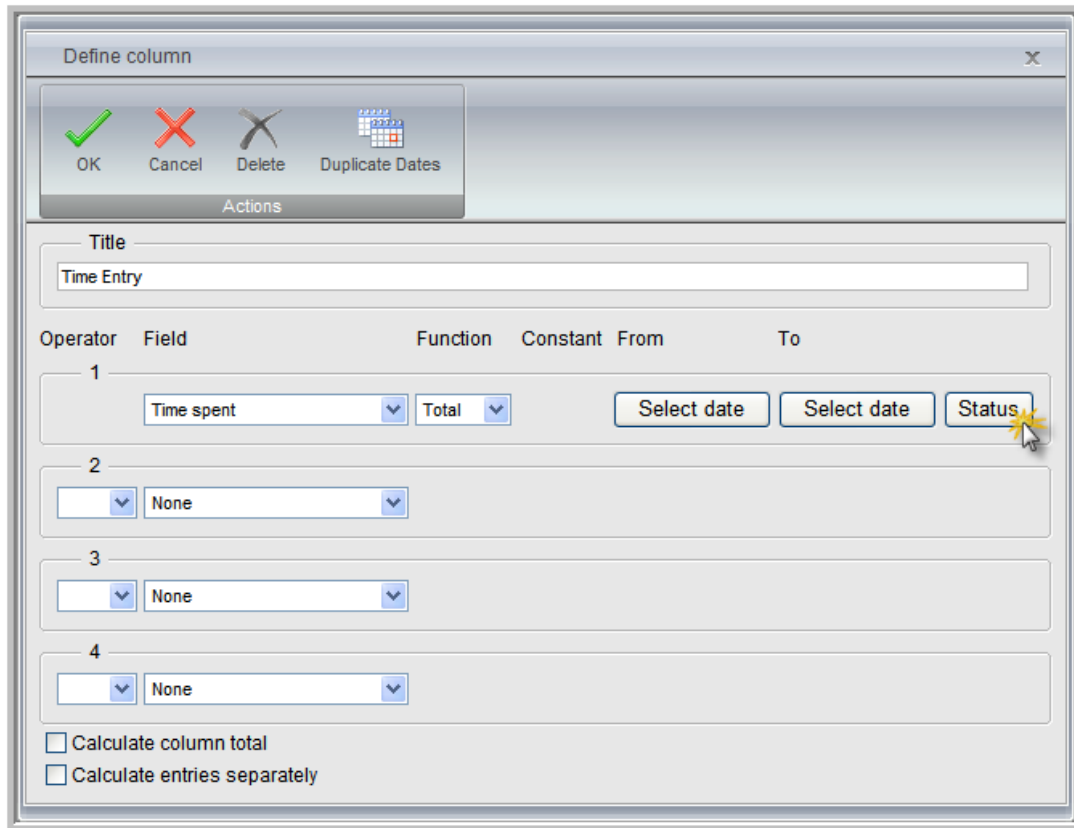 Define column
x
OK Cancel Delete Duplicate Dates
Actions
Title
Time Entry
Operator Field Function Constant From To
1
Time spent Total Select date Select date Status
2
None
3
None
4
None
Calculate column total
Calculate entries separately